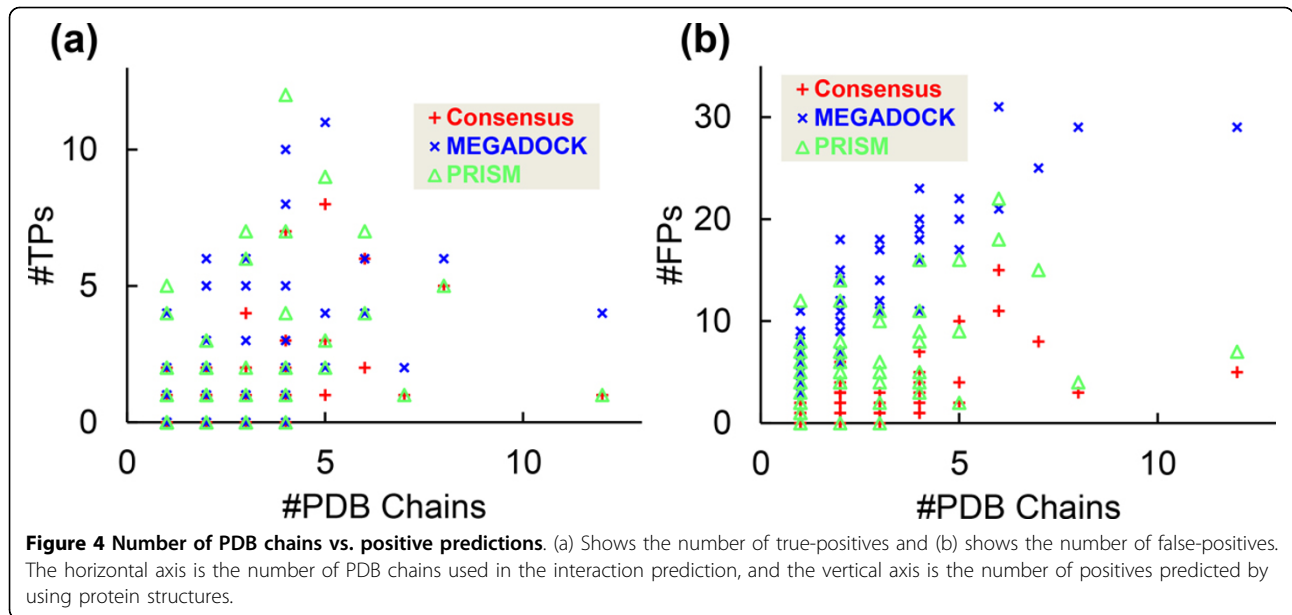 (a)
#TPs
10
5
0
0
5
10
#PDB Chains
Consensus
MEGADOCK
PRISM
(b)
#FPs
30
20
10
0
0
5
10
#PDB Chains
Consensus
MEGADOCK
PRISM
Figure 4 Number of PDB chains vs. positive predictions. (a) Shows the number of true-positives and (b) shows the number of false-positives.
The horizontal axis is the number of PDB chains used in the interaction prediction, and the vertical axis is the number of positives predicted by
using protein structures.